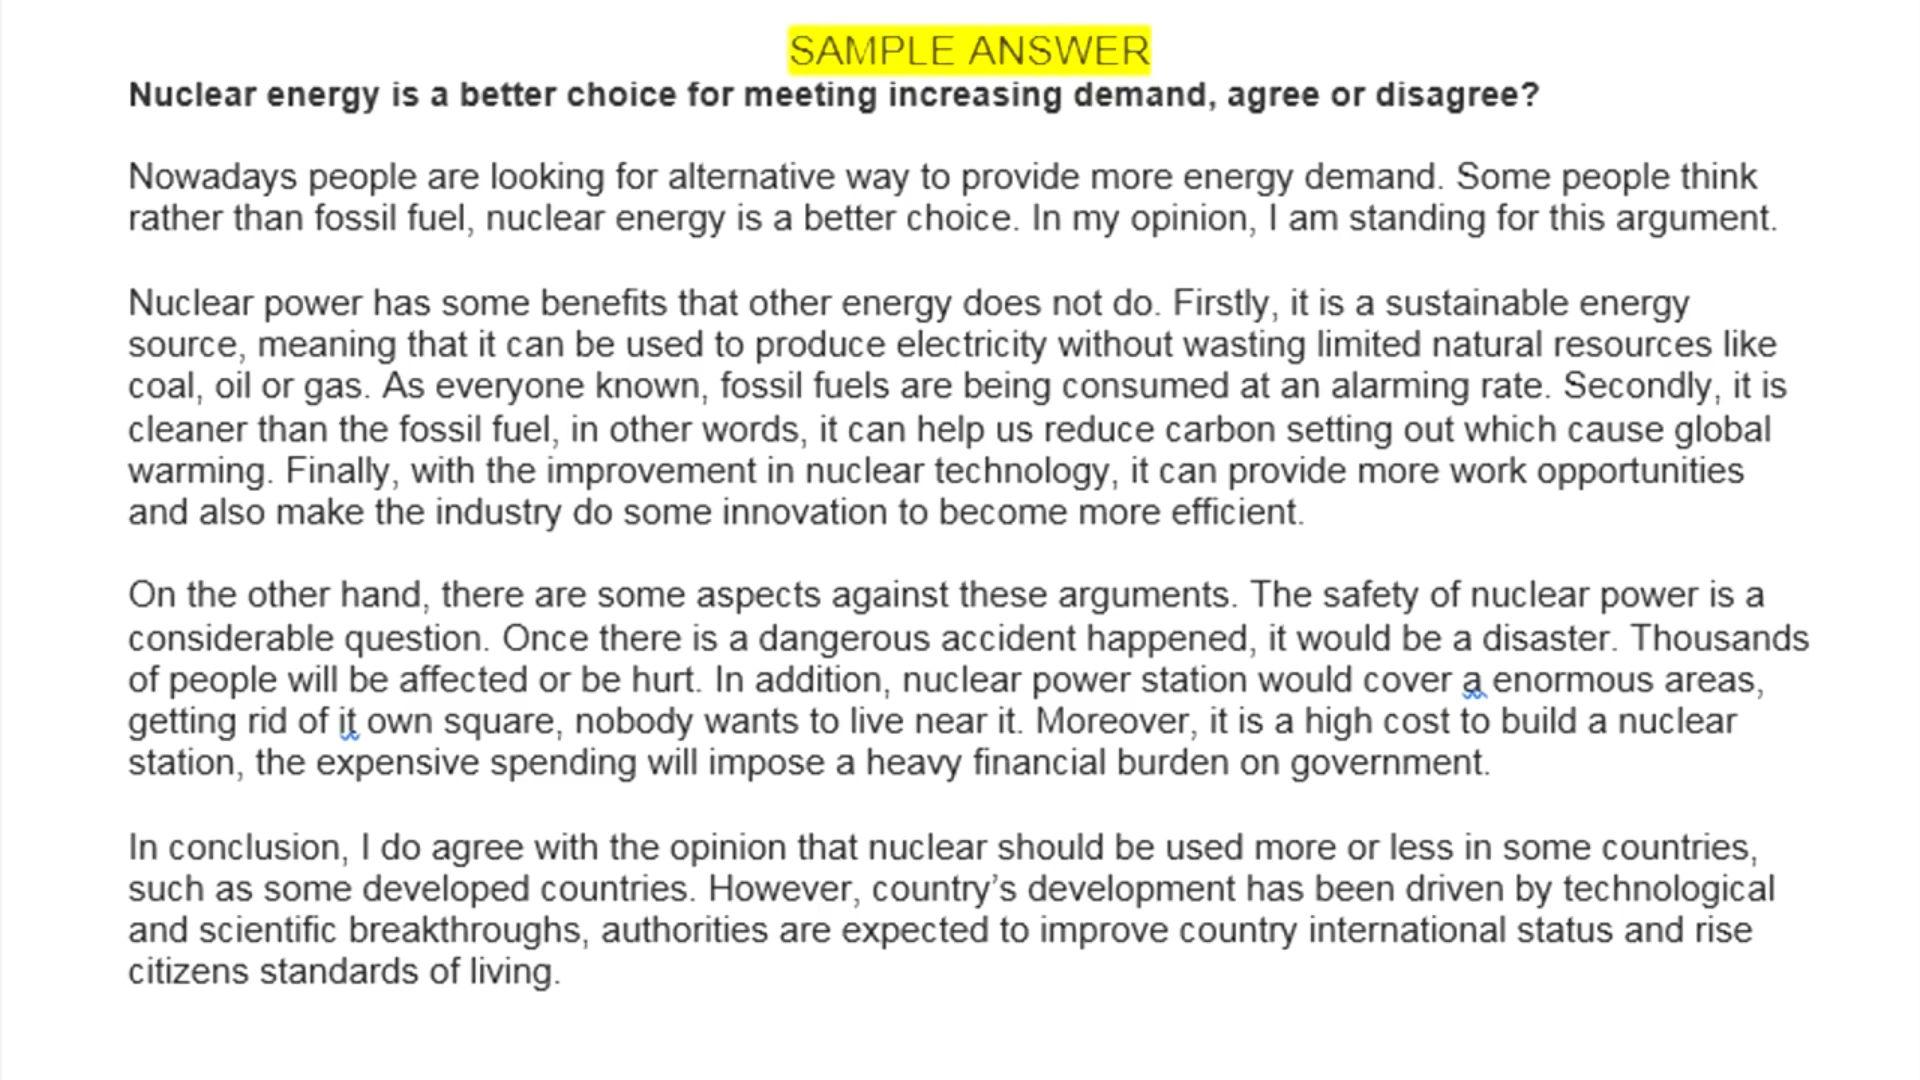 SAMPLE ANSWER
Nuclear energy is a better choice for meeting increasing demand, agree or disagree?
Nowadays people are looking for alternative way to provide more energy demand. Some people think
rather than fossil fuel, nuclear energy is a better choice. In my opinion, I am standing for this argument.
Nuclear power has some benefits that other energy does not do. Firstly, it is a sustainable energy
source, meaning that it can be used to produce electricity without wasting limited natural resources like
coal, oil or gas. As everyone known, fossil fuels are being consumed at an alarming rate. Secondly, it is
cleaner than the fossil fuel, in other words, it can help us reduce carbon setting out which cause global
warming. Finally, with the improvement in nuclear technology, it can provide more work opportunities
and also make the industry do some innovation to become more efficient.
On the other hand, there are some aspects against these arguments. The safety of nuclear power is a
considerable question. Once there is a dangerous accident happened, it would be a disaster. Thousands
of people will be affected or be hurt. In addition, nuclear power station would cover a enormous areas,
getting rid of it own square, nobody wants to live near it. Moreover, it is a high cost to build a nuclear
station, the expensive spending will impose a heavy financial burden on government.
In conclusion, I do agree with the opinion that nuclear should be used more or less in some countries,
such as some developed countries. However, country’s development has been driven by technological
and scientific breakthroughs, authorities are expected to improve country international status and rise
citizens standards of living.